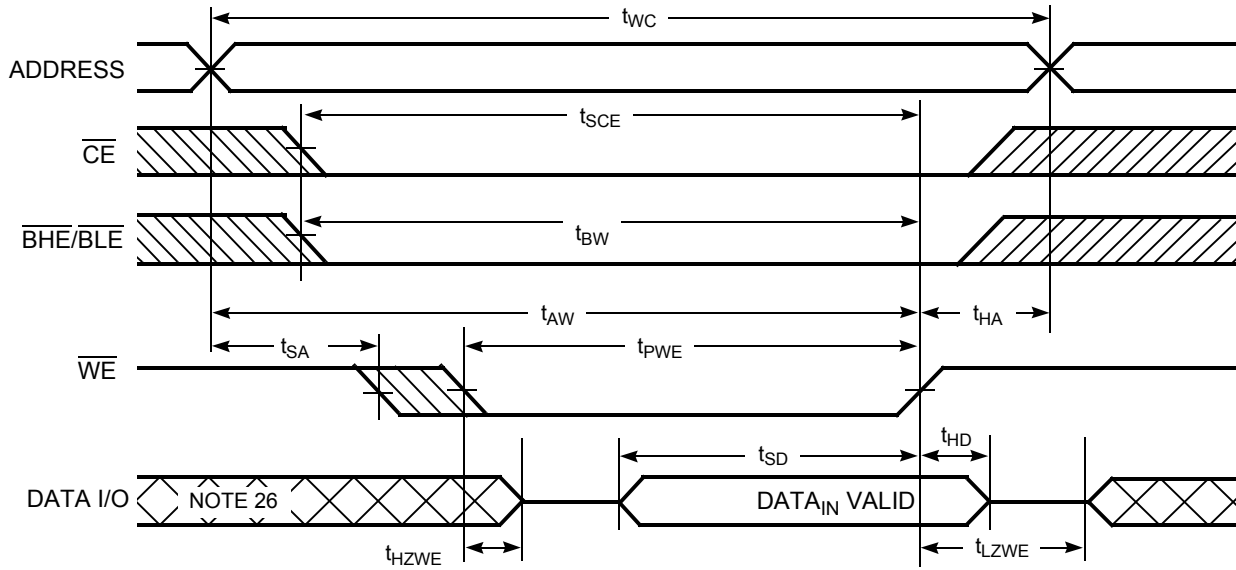 tWC
ADDRESS
tSCE
CE
tBW
BHE/BLE
tAW
tHA
tSA
tPWE
WE
tSD
tHD
DATA I/O
NOTE 26
DATAIN VALID
tHZWE
tLZWE